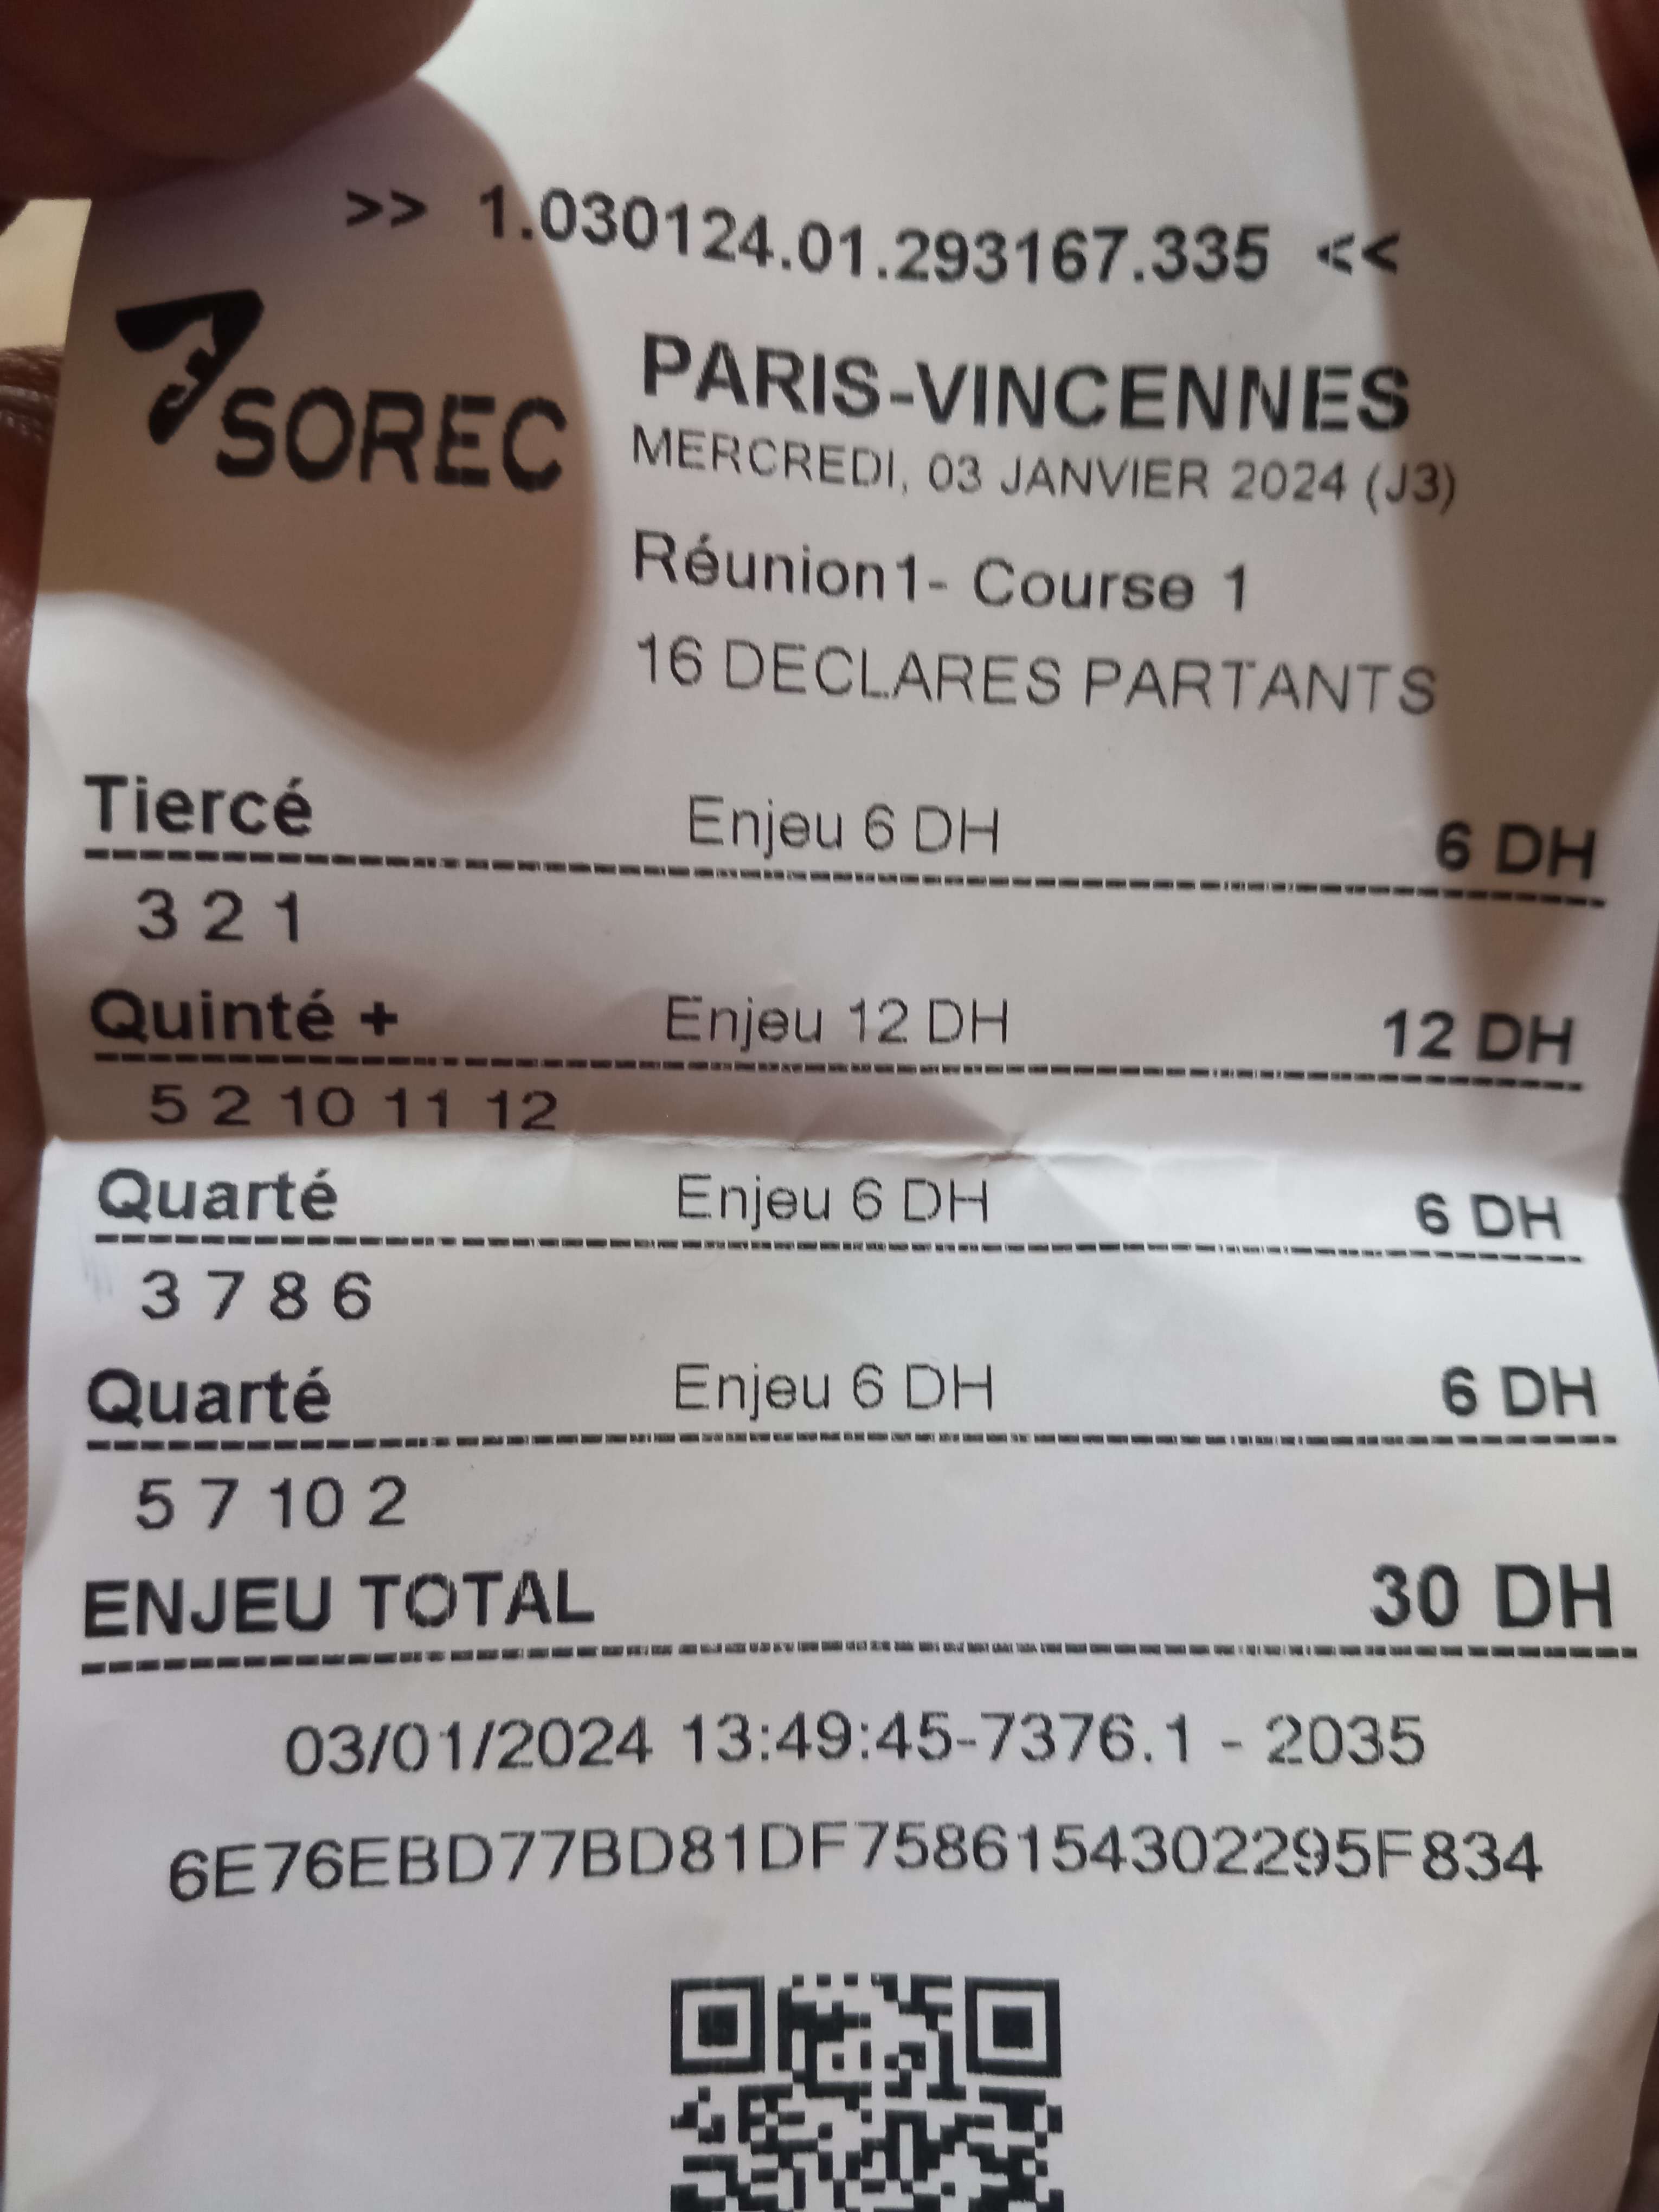 >> 1.030124.01.293167.335 <<
SOREC
PARIS-VINCENNES
MERCREDI, 03 JANVIER 2024 (J3)
Réunion1- Course 1
16 DECLARES PARTANTS
Tiercé Enjeu 6 DH 6 DH
3 2 1
Quinté + Enjeu 12 DH 12 DH
5 2 10 11 12
Quarté Enjeu 6 DH 6 DH
3 7 8 6
Quarté Enjeu 6 DH 6 DH
5 7 10 2
ENJEU TOTAL 30 DH
03/01/2024 13:49:45-7376.1 - 2035
6E76EBD77BD81DF7586154302295F834